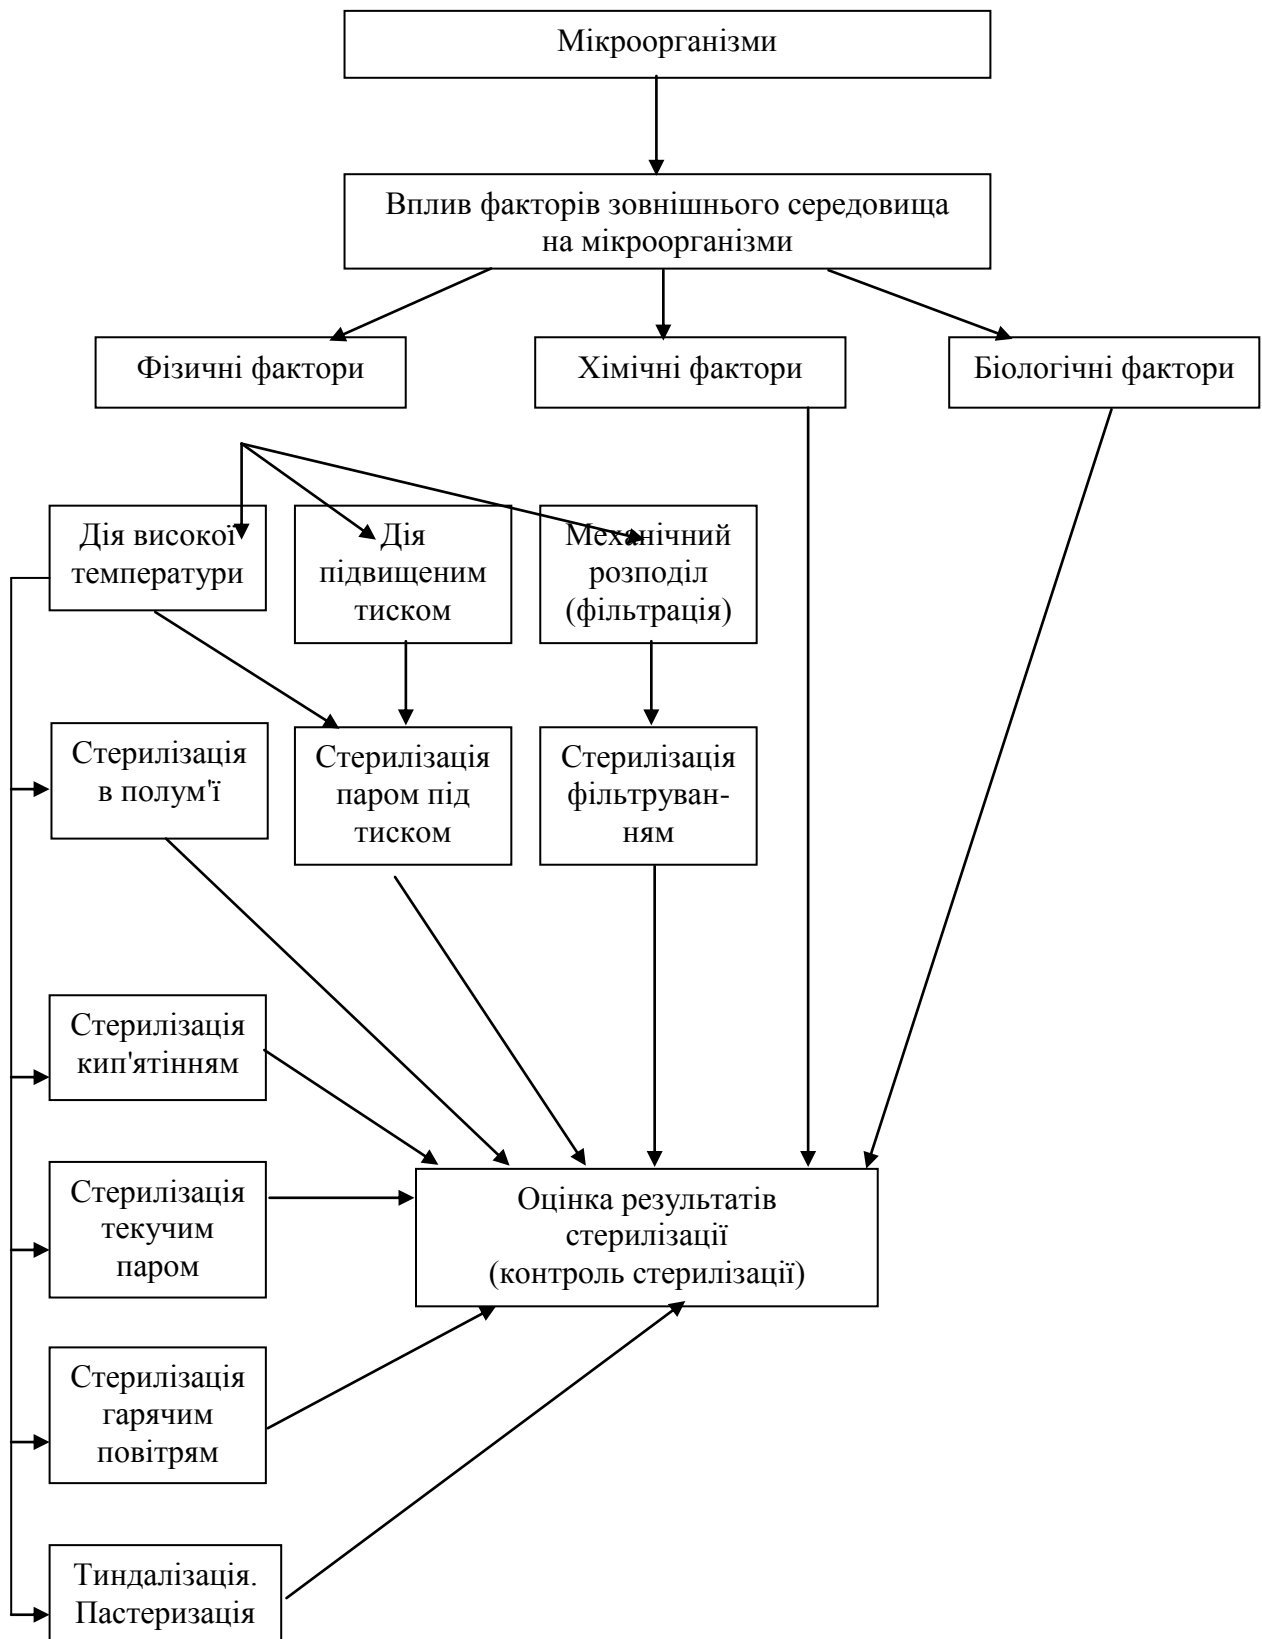 Мікроорганізми
Вплив факторів зовнішнього середовища
на мікроорганізми
Фізичні фактори
Хімічні фактори
Біологічні фактори
Дія високої
температури
Дія
підвищеним
тиском
Механічний
розподіл
(фільтрація)
Стерилізація
в полум'ї
Стерилізація
паром під
тиском
Стерилізація
фільтруван-
ням
Стерилізація
кип'ятінням
Стерилізація
текучим
паром
Оцінка результатів
стерилізації
(контроль стерилізації)
Стерилізація
гарячим
повітрям
Тиндалізація.
Пастеризація